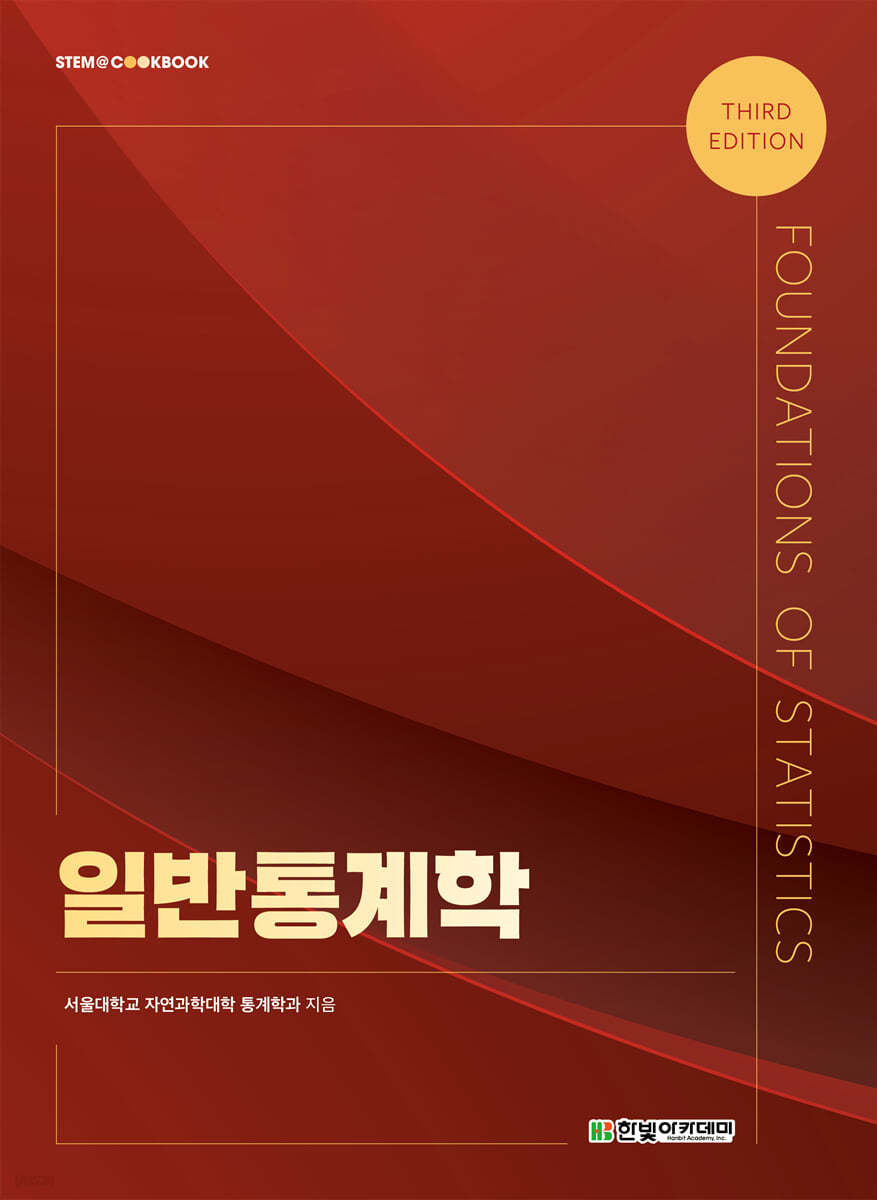 STEM@COOKBOOK
THIRD
EDITION
FOUNDATIONS OF STATISTICS
일반통계학
서울대학교 자연과학대학 통계학과 지음
HB 한빛아카데미
Hanbit Academy, Inc.